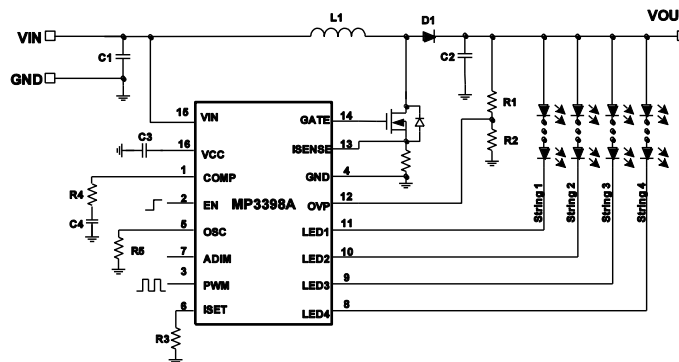 L1
D1
VOUT
VIN
C1
C2
GND
R1
R2
15
VIN
GATE
14
ISENSE
13
C3
16
VCC
GND
4
R4
1
COMP
MP3398A
OVP
12
C4
2
EN
5
OSC
LED1
11
R5
7
ADIM
LED2
10
3
PWM
LED3
9
6
ISET
LED4
8
R3
String 1
String 2
String 3
String 4